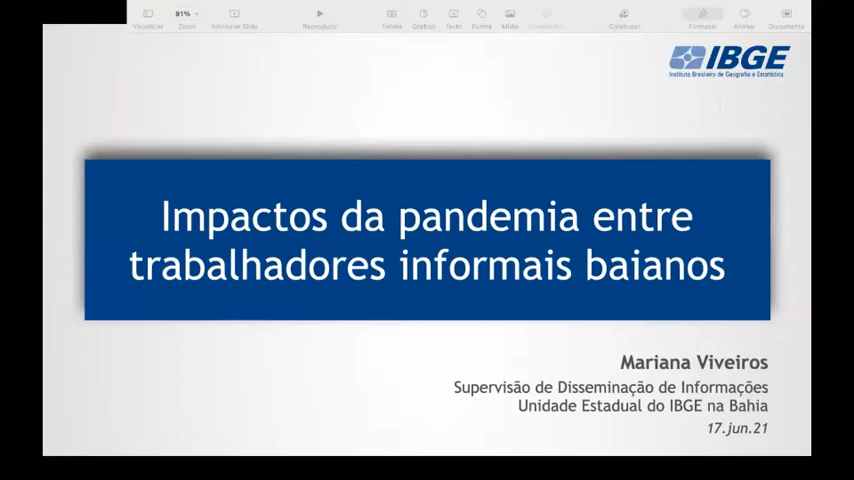 91%
Visualizar Zoom Adicionar Slide Reproduzir Tabela Gráfico Texto Forma Mídia Comentário Colaborar Formatar Animar Documento
IBGE
Instituto Brasileiro de Geografia e Estatística
Impactos da pandemia entre
trabalhadores informais baianos
Mariana Viveiros
Supervisão de Disseminação de Informações
Unidade Estadual do IBGE na Bahia
17.jun.21